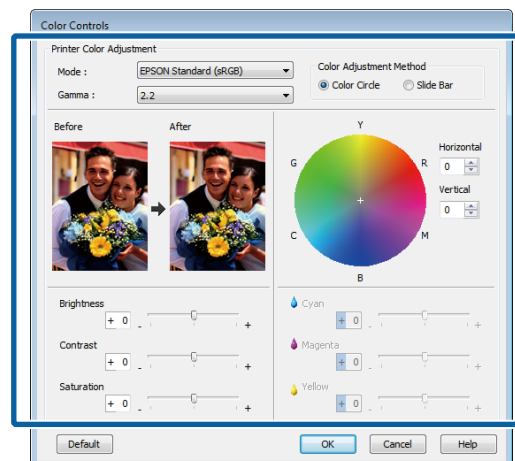 Color Controls
Printer Color Adjustment
Mode : EPSON Standard (sRGB)
Gamma : 2.2
Color Adjustment Method
Color Circle Slide Bar
Before After
Y
G R
C M
B
Horizontal
0
Vertical
0
Brightness
+ 0 - +
Contrast
+ 0 - +
Saturation
+ 0 - +
Cyan
+ 0 - +
Magenta
+ 0 - +
Yellow
+ 0 - +
Default OK Cancel Help